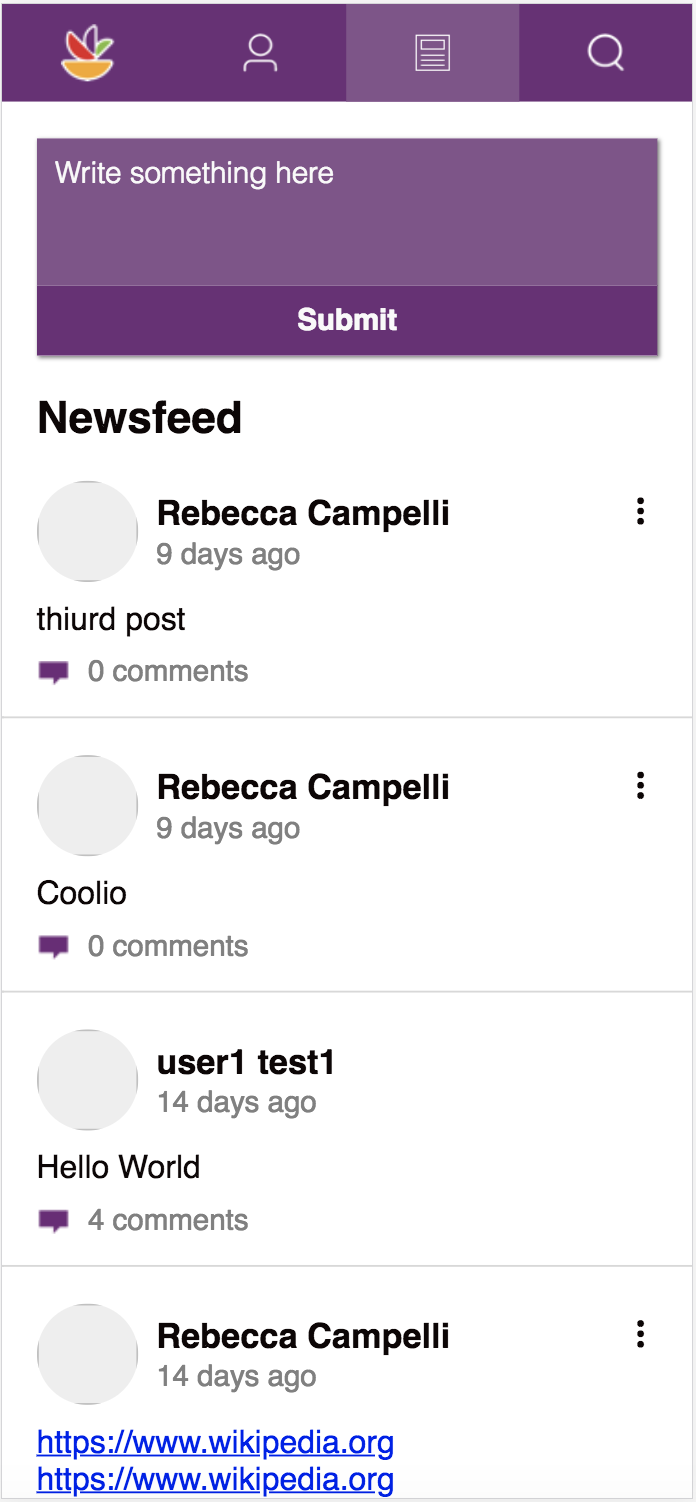 Write something here
Submit
Newsfeed
Rebecca Campelli
9 days ago
thiurd post
0 comments
Rebecca Campelli
9 days ago
Coolio
0 comments
user1 test1
14 days ago
Hello World
4 comments
Rebecca Campelli
14 days ago
https://www.wikipedia.org
https://www.wikipedia.org